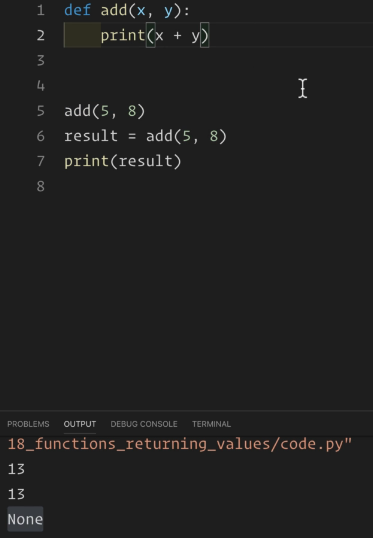 1 def add(x, y):
2     print(x + y)
3
4
5 add(5, 8)
6 result = add(5, 8)
7 print(result)
8
PROBLEMS OUTPUT DEBUG CONSOLE TERMINAL
18_functions_returning_values/code.py"
13
13
None